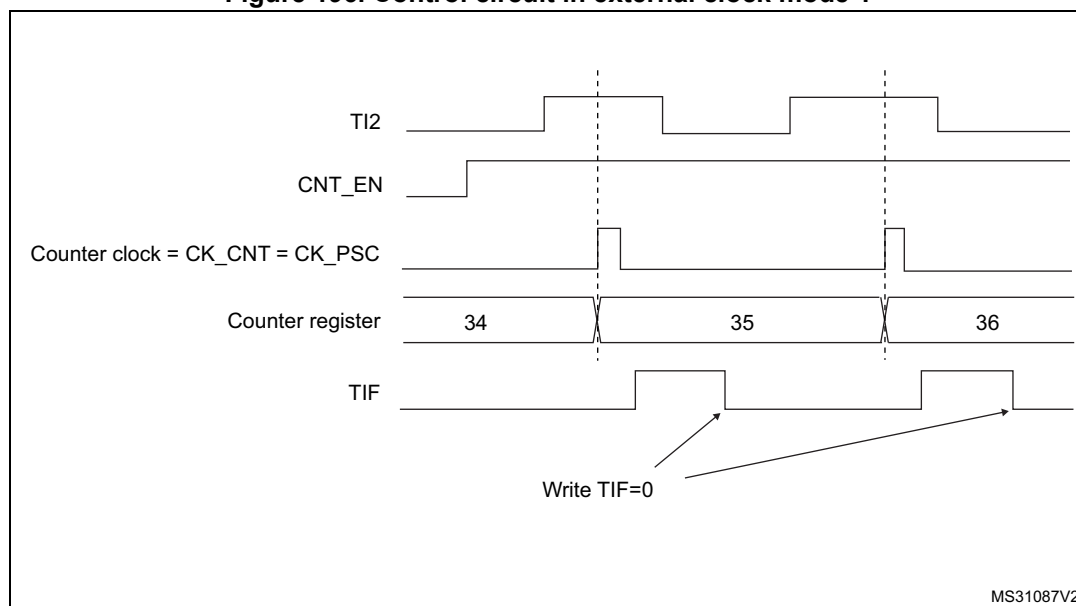 TI2
CNT_EN
Counter clock = CK_CNT = CK_PSC
Counter register
34
35
36
TIF
Write TIF=0
MS31087V2